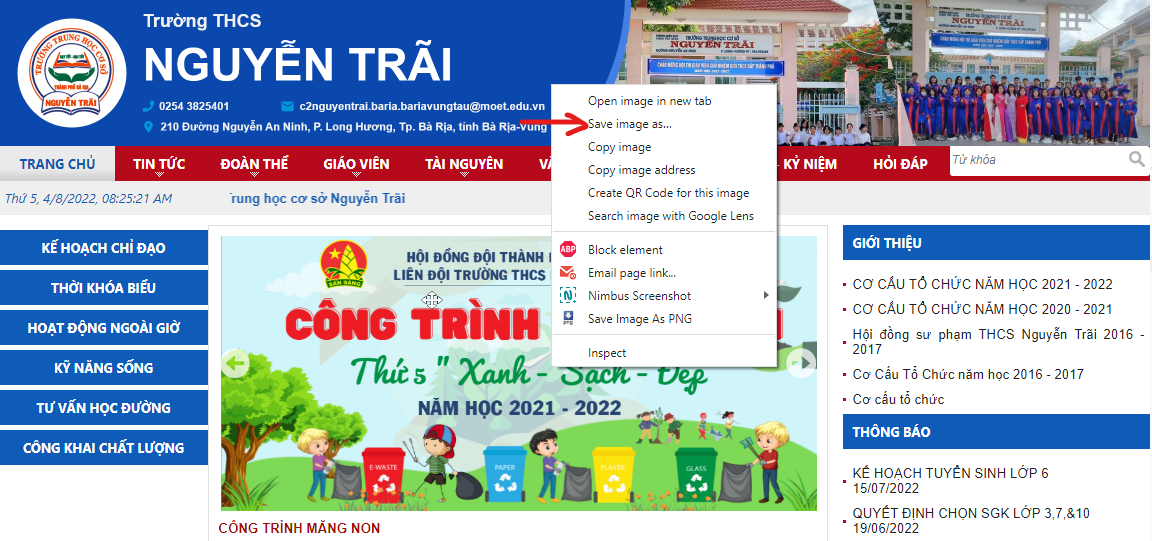 Trường THCS
NGUYỄN TRÃI
TRƯỜNG TRUNG HỌC CƠ SỞ
THÀNH PHỐ BÀ RỊA
NGUYỄN TRÃI
0254 3825401
c2nguyentrai.baria.bariavungtau@moet.edu.vn
210 Đường Nguyễn An Ninh, P. Long Hương, Tp. Bà Rịa, tỉnh Bà Rịa-Vũng
TRƯỜNG TRUNG HỌC CƠ SỞ
NGUYỄN TRÃI
TRANG CHỦ
TIN TỨC
ĐOÀN THỂ
GIÁO VIÊN
TÀI NGUYÊN
KỶ NIỆM
HỎI ĐÁP
Từ khóa
Thứ 5, 4/8/2022, 08:25:21 AM
Trung học cơ sở Nguyễn Trãi
Open image in new tab
Save image as...
Copy image
Copy image address
Create QR Code for this image
Search image with Google Lens
ABP Block element
Email page link...
Nimbus Screenshot
Save Image As PNG
Inspect
KẾ HOẠCH CHỈ ĐẠO
THỜI KHÓA BIỂU
HOẠT ĐỘNG NGOÀI GIỜ
KỸ NĂNG SỐNG
TƯ VẤN HỌC ĐƯỜNG
CÔNG KHAI CHẤT LƯỢNG
SẴN SÀNG
HỘI ĐỒNG ĐỘI THÀNH
LIÊN ĐỘI TRƯỜNG THCS
CÔNG TRÌNH
Thứ 5 " Xanh - Sạch - Đẹp
NĂM HỌC 2021 - 2022
E-WASTE
PAPER
PLASTIC
GLASS
CÔNG TRÌNH MĂNG NON
GIỚI THIỆU
CƠ CẤU TỔ CHỨC NĂM HỌC 2021 - 2022
CƠ CẤU TỔ CHỨC NĂM HỌC 2020 - 2021
Hội đồng sư phạm THCS Nguyễn Trãi 2016 -
2017
Cơ Cấu Tổ Chức năm học 2016 - 2017
Cơ cấu tổ chức
THÔNG BÁO
KẾ HOẠCH TUYỂN SINH LỚP 6
15/07/2022
QUYẾT ĐỊNH CHỌN SGK LỚP 3,7,&10
19/06/2022